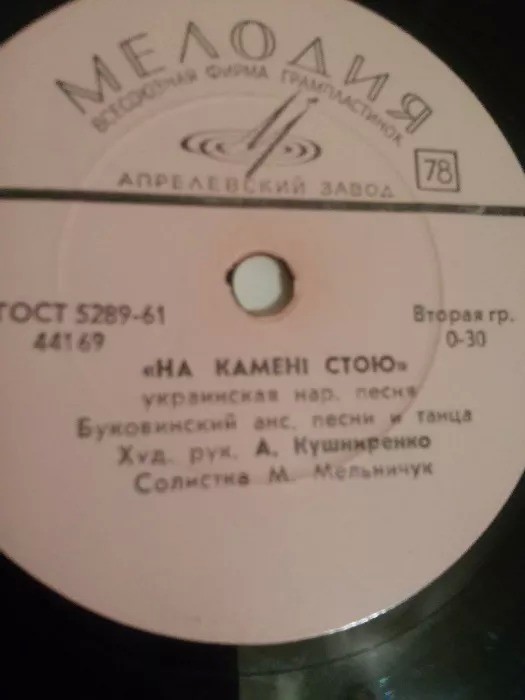 МЕЛОДИЯ
ВСЕСОЮЗНАЯ ФИРМА ГРАМПЛАСТИНОК
АПРЕЛЕВСКИЙ ЗАВОД
78
ГОСТ 5289-61
44169
Вторая гр.
0-30
«НА КАМЕНІ СТОЮ»
украинская нар. песня
Буковинский анс. песни и танца
Худ. рук. А. Кушниренко
Солистка М. Мельничук